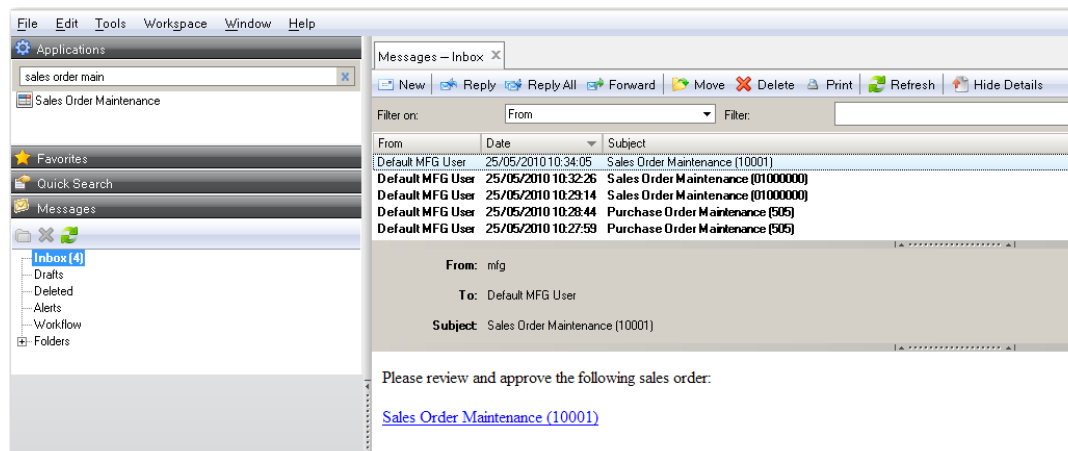 File Edit Tools Workspace Window Help
Applications
sales order main
Sales Order Maintenance
Favorites
Quick Search
Messages
Inbox (4)
Drafts
Deleted
Alerts
Workflow
Folders
Messages – Inbox
New Reply Reply All Forward Move Delete Print Refresh Hide Details
Filter on: From Filter:
From Date Subject
Default MFG User 25/05/2010 10:34:05 Sales Order Maintenance (10001)
Default MFG User 25/05/2010 10:32:26 Sales Order Maintenance (01000000)
Default MFG User 25/05/2010 10:29:14 Sales Order Maintenance (01000000)
Default MFG User 25/05/2010 10:28:44 Purchase Order Maintenance (505)
Default MFG User 25/05/2010 10:27:59 Purchase Order Maintenance (505)
From: mfg
To: Default MFG User
Subject: Sales Order Maintenance (10001)
Please review and approve the following sales order:
Sales Order Maintenance (10001)